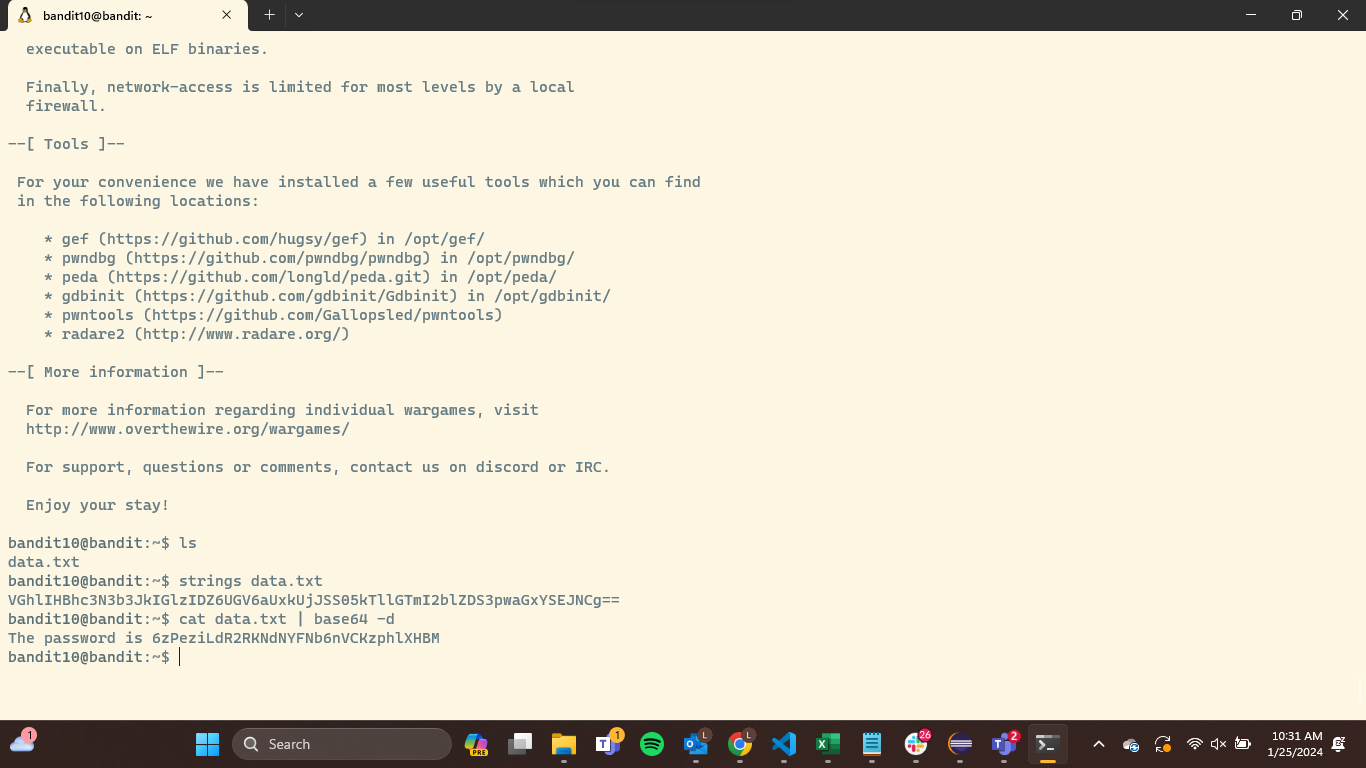 bandit10@bandit: ~
executable on ELF binaries.
Finally, network-access is limited for most levels by a local
firewall.
--[ Tools ]--
For your convenience we have installed a few useful tools which you can find
in the following locations:
* gef (https://github.com/hugsy/gef) in /opt/gef/
* pwndbg (https://github.com/pwndbg/pwndbg) in /opt/pwndbg/
* peda (https://github.com/longld/peda.git) in /opt/peda/
* gdbinit (https://github.com/gdbinit/Gdbinit) in /opt/gdbinit/
* pwntools (https://github.com/Gallopsled/pwntools)
* radare2 (http://www.radare.org/)
--[ More information ]--
For more information regarding individual wargames, visit
http://www.overthewire.org/wargames/
For support, questions or comments, contact us on discord or IRC.
Enjoy your stay!
bandit10@bandit:~$ ls
data.txt
bandit10@bandit:~$ strings data.txt
VGhlIHBhc3N3b3JkIGlzIDZ6UGV6aUxkUjJSS05kTllGTmI2blZDS3pwaGxYSEJNCg==
bandit10@bandit:~$ cat data.txt | base64 -d
The password is 6zPeziLdR2RKNdNYFNb6nVCKzphlXHBM
bandit10@bandit:~$
1
Search
PRE
1
L
L
26
2
10:31 AM
1/25/2024